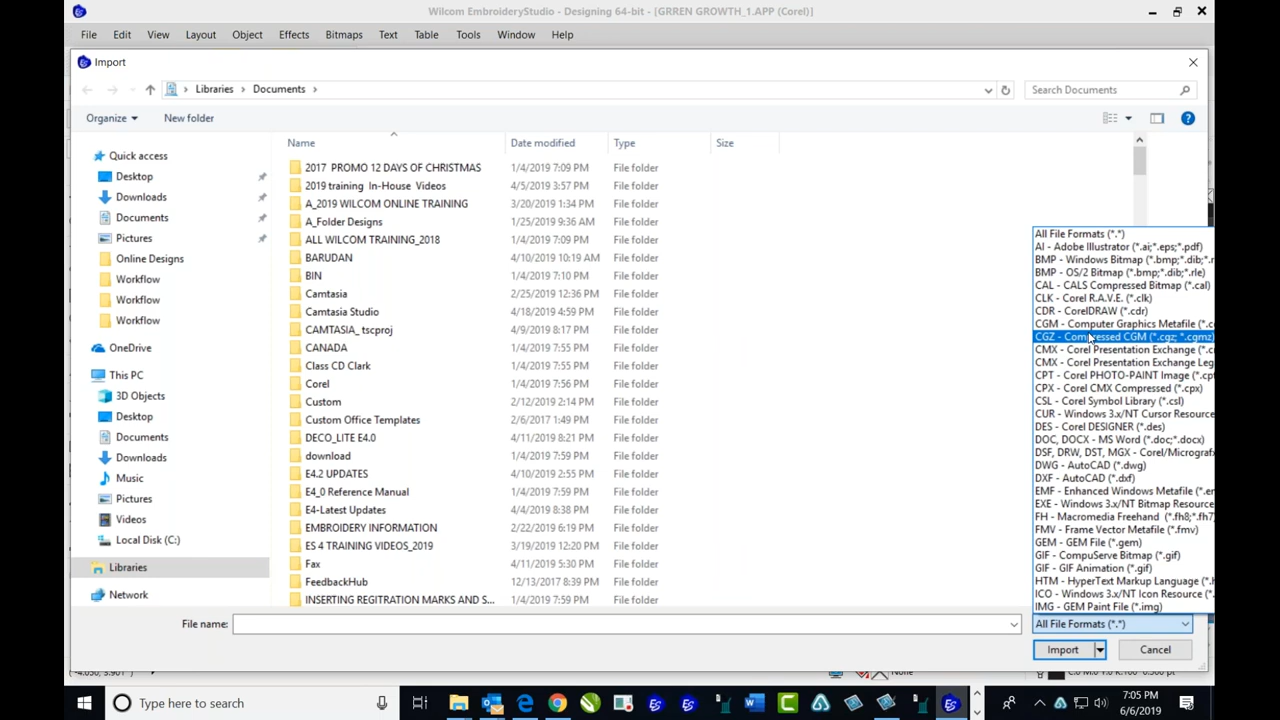 Wilcom EmbroideryStudio - Designing 64-bit - [GRREN GROWTH_1.APP (Corel)]
File Edit View Layout Object Effects Bitmaps Text Table Tools Window Help
Import
Libraries > Documents >
Search Documents
Organize New folder
Name Date modified Type Size
Quick access
Desktop
Downloads
Documents
Pictures
Online Designs
Workflow
Workflow
Workflow
OneDrive
This PC
3D Objects
Desktop
Documents
Downloads
Music
Pictures
Videos
Local Disk (C:)
Libraries
Network
2017 PROMO 12 DAYS OF CHRISTMAS 1/4/2019 7:09 PM File folder
2019 training In-House Videos 4/5/2019 3:57 PM File folder
A_2019 WILCOM ONLINE TRAINING 3/20/2019 1:34 PM File folder
A_Folder Designs 1/25/2019 9:36 AM File folder
ALL WILCOM TRAINING_2018 1/4/2019 7:09 PM File folder
BARUDAN 4/10/2019 10:19 AM File folder
BIN 1/4/2019 7:10 PM File folder
Camtasia 2/25/2019 12:36 PM File folder
Camtasia Studio 4/18/2019 4:59 PM File folder
CAMTASIA_ tscproj 4/9/2019 8:17 PM File folder
CANADA 1/4/2019 7:55 PM File folder
Class CD Clark 1/4/2019 7:55 PM File folder
Corel 1/4/2019 7:56 PM File folder
Custom 2/12/2019 2:14 PM File folder
Custom Office Templates 2/6/2017 1:49 PM File folder
DECO_LITE E4.0 4/11/2019 8:21 PM File folder
download 1/4/2019 7:59 PM File folder
E4.2 UPDATES 4/10/2019 2:55 PM File folder
E4_0 Reference Manual 1/4/2019 7:59 PM File folder
E4-Latest Updates 4/4/2019 8:38 PM File folder
EMBROIDERY INFORMATION 2/22/2019 6:19 PM File folder
ES 4 TRAINING VIDEOS_2019 3/19/2019 12:20 PM File folder
Fax 4/11/2019 5:30 PM File folder
FeedbackHub 12/13/2017 8:39 PM File folder
INSERTING REGITRATION MARKS AND S... 1/4/2019 7:59 PM File folder
All File Formats (*.*)
AI - Adobe Illustrator (*.ai;*.eps;*.pdf)
BMP - Windows Bitmap (*.bmp;*.dib;*.r
BMP - OS/2 Bitmap (*.bmp;*.dib;*.rle)
CAL - CALS Compressed Bitmap (*.cal)
CLK - Corel R.A.V.E. (*.clk)
CDR - CorelDRAW (*.cdr)
CGM - Computer Graphics Metafile (*.c
CGZ - Compressed CGM (*.cgz; *.cgmz)
CMX - Corel Presentation Exchange (*.c
CMX - Corel Presentation Exchange Leg
CPT - Corel PHOTO-PAINT Image (*.cpt
CPX - Corel CMX Compressed (*.cpx)
CSL - Corel Symbol Library (*.csl)
CUR - Windows 3.x/NT Cursor Resource
DES - Corel DESIGNER (*.des)
DOC, DOCX - MS Word (*.doc;*.docx)
DSF, DRW, DST, MGX - Corel/Micrografx
DWG - AutoCAD (*.dwg)
DXF - AutoCAD (*.dxf)
EMF - Enhanced Windows Metafile (*.e
EXE - Windows 3.x/NT Bitmap Resource
FH - Macromedia Freehand (*.fh8;*.fh7
FMV - Frame Vector Metafile (*.fmv)
GEM - GEM File (*.gem)
GIF - CompuServe Bitmap (*.gif)
GIF - GIF Animation (*.gif)
HTM - HyperText Markup Language (*.h
ICO - Windows 3.x/NT Icon Resource (*.
IMG - GEM Paint File (*.img)
File name: All File Formats (*.*)
Import Cancel
None
Type here to search
7:05 PM
6/6/2019